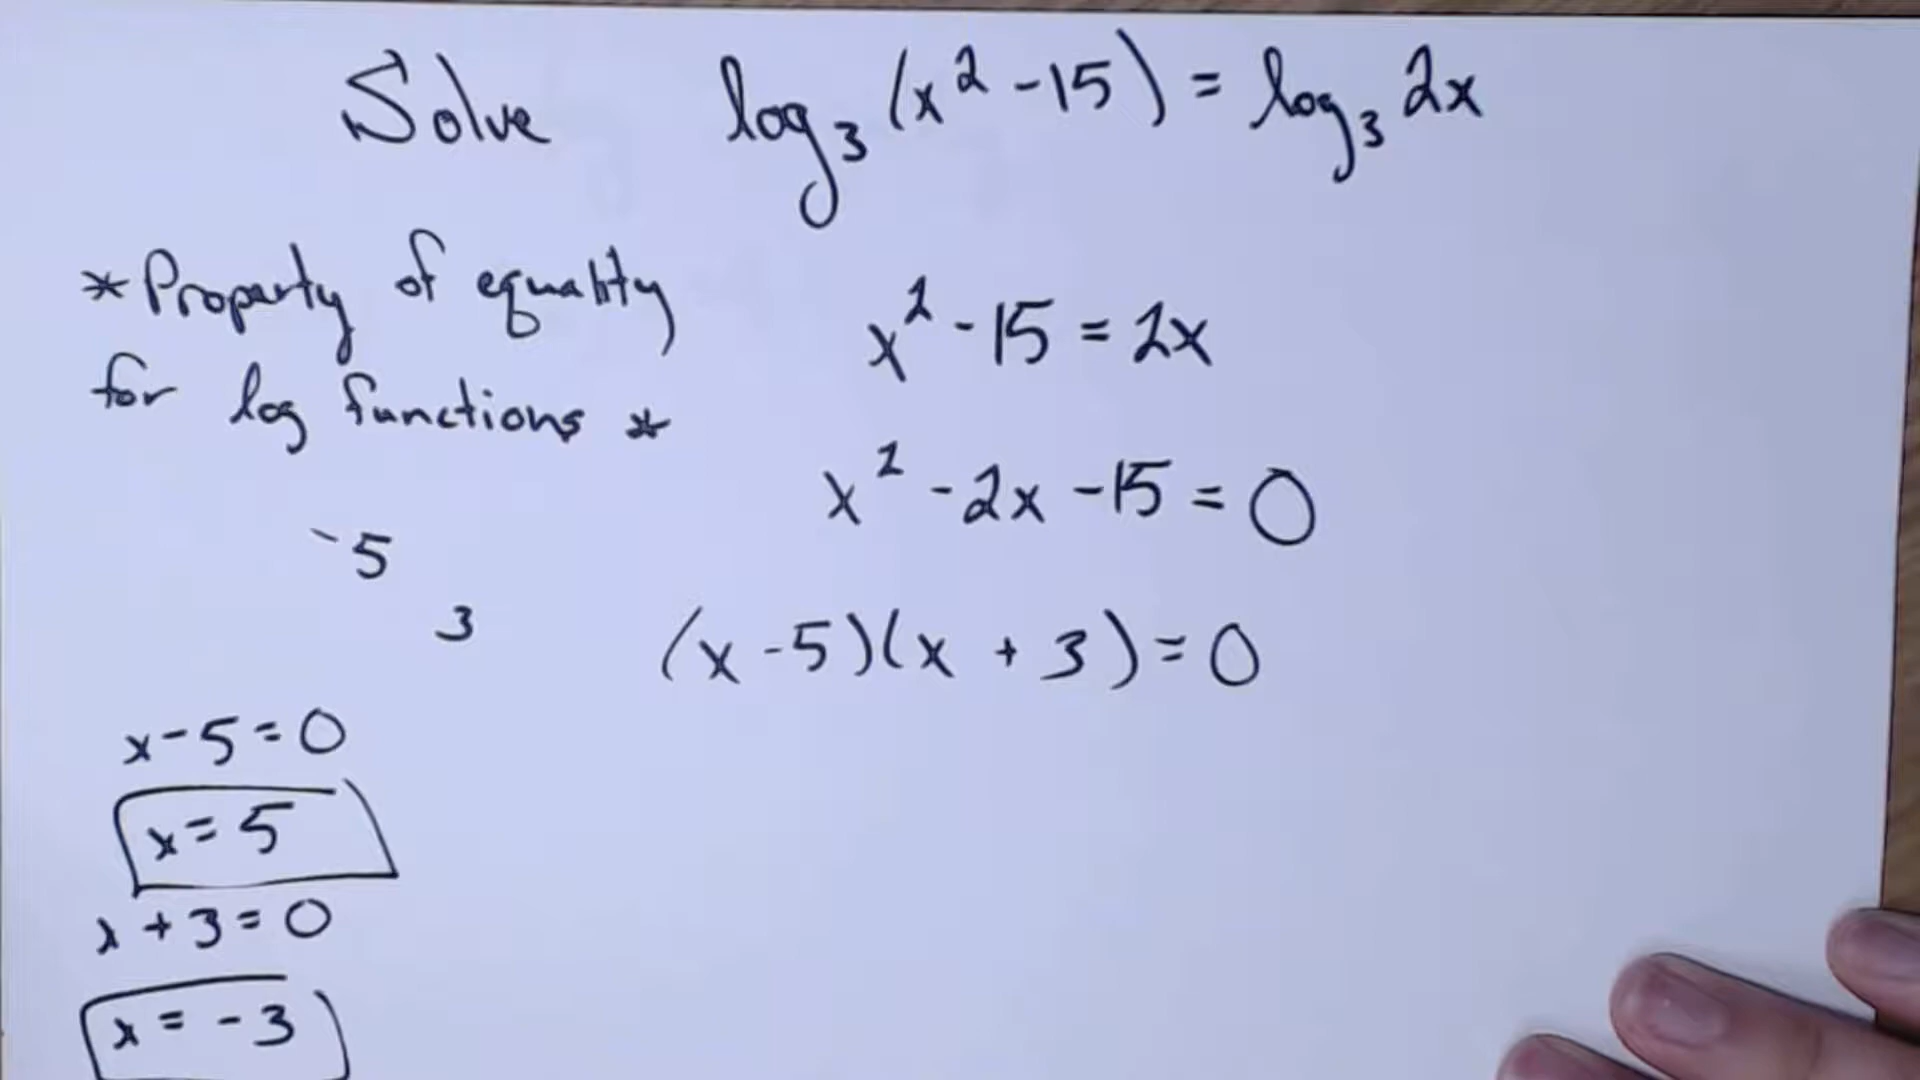 Solve log₃ (x² - 15) = log₃ 2x
* Property of equality
for log functions *
x² - 15 = 2x
x² - 2x - 15 = 0
-5
3
(x - 5)(x + 3) = 0
x - 5 = 0
x = 5
x + 3 = 0
x = -3